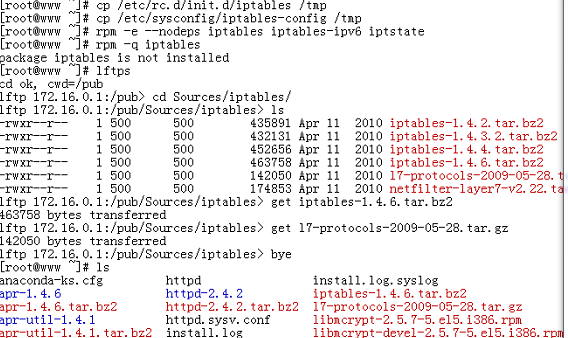 [root@www ~]# cp /etc/rc.d/init.d/iptables /tmp
[root@www ~]# cp /etc/sysconfig/iptables-config /tmp
[root@www ~]# rpm -e --nodeps iptables iptables-ipv6 iptstate
[root@www ~]# rpm -q iptables
package iptables is not installed
[root@www ~]# lftps
cd ok, cwd=/pub
lftp 172.16.0.1:/pub> cd Sources/iptables/
lftp 172.16.0.1:/pub/Sources/iptables> ls
-rwxr--r-- 1 500 500 435891 Apr 11 2010 iptables-1.4.2.tar.bz2
-rwxr--r-- 1 500 500 432131 Apr 11 2010 iptables-1.4.3.2.tar.bz2
-rwxr--r-- 1 500 500 452656 Apr 11 2010 iptables-1.4.4.tar.bz2
-rwxr--r-- 1 500 500 463758 Apr 11 2010 iptables-1.4.6.tar.bz2
-rwxr--r-- 1 500 500 142050 Apr 11 2010 l7-protocols-2009-05-28.t
-rwxr--r-- 1 500 500 174853 Apr 11 2010 netfilter-layer7-v2.22.ta
lftp 172.16.0.1:/pub/Sources/iptables> get iptables-1.4.6.tar.bz2
463758 bytes transferred
lftp 172.16.0.1:/pub/Sources/iptables> get l7-protocols-2009-05-28.tar.gz
142050 bytes transferred
lftp 172.16.0.1:/pub/Sources/iptables> bye
[root@www ~]# ls
anaconda-ks.cfg httpd install.log.syslog
apr-1.4.6 httpd-2.4.2 iptables-1.4.6.tar.bz2
apr-1.4.6.tar.bz2 httpd-2.4.2.tar.bz2 l7-protocols-2009-05-28.tar.gz
apr-util-1.4.1 httpd.sysv.conf libmcrypt-2.5.7-5.el5.i386.rpm
apr-util-1.4.1.tar.bz2 install.log libmcrypt-devel-2.5.7-5.el5.i386.rpm